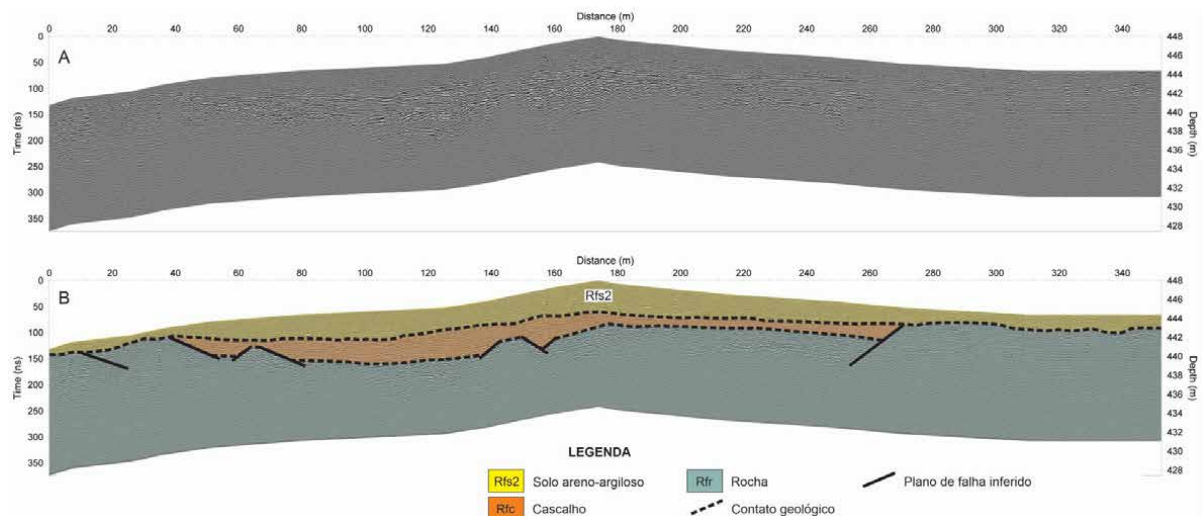 Distance (m)
0 20 40 60 80 100 120 140 160 180 200 220 240 260 280 300 320 340
A
Time (ns)
0
50
100
150
200
250
300
350
448
446
444
442
440
438
436
434
432
430
428
Depth (m)
Distance (m)
0 20 40 60 80 100 120 140 160 180 200 220 240 260 280 300 320 340
B
Rfs2
Time (ns)
0
50
100
150
200
250
300
350
448
446
444
442
440
438
436
434
432
430
428
Depth (m)
LEGENDA
Rfs2 Solo areno-argiloso
Rfr Rocha
Plano de falha inferido
Rfc Cascalho
Contato geológico